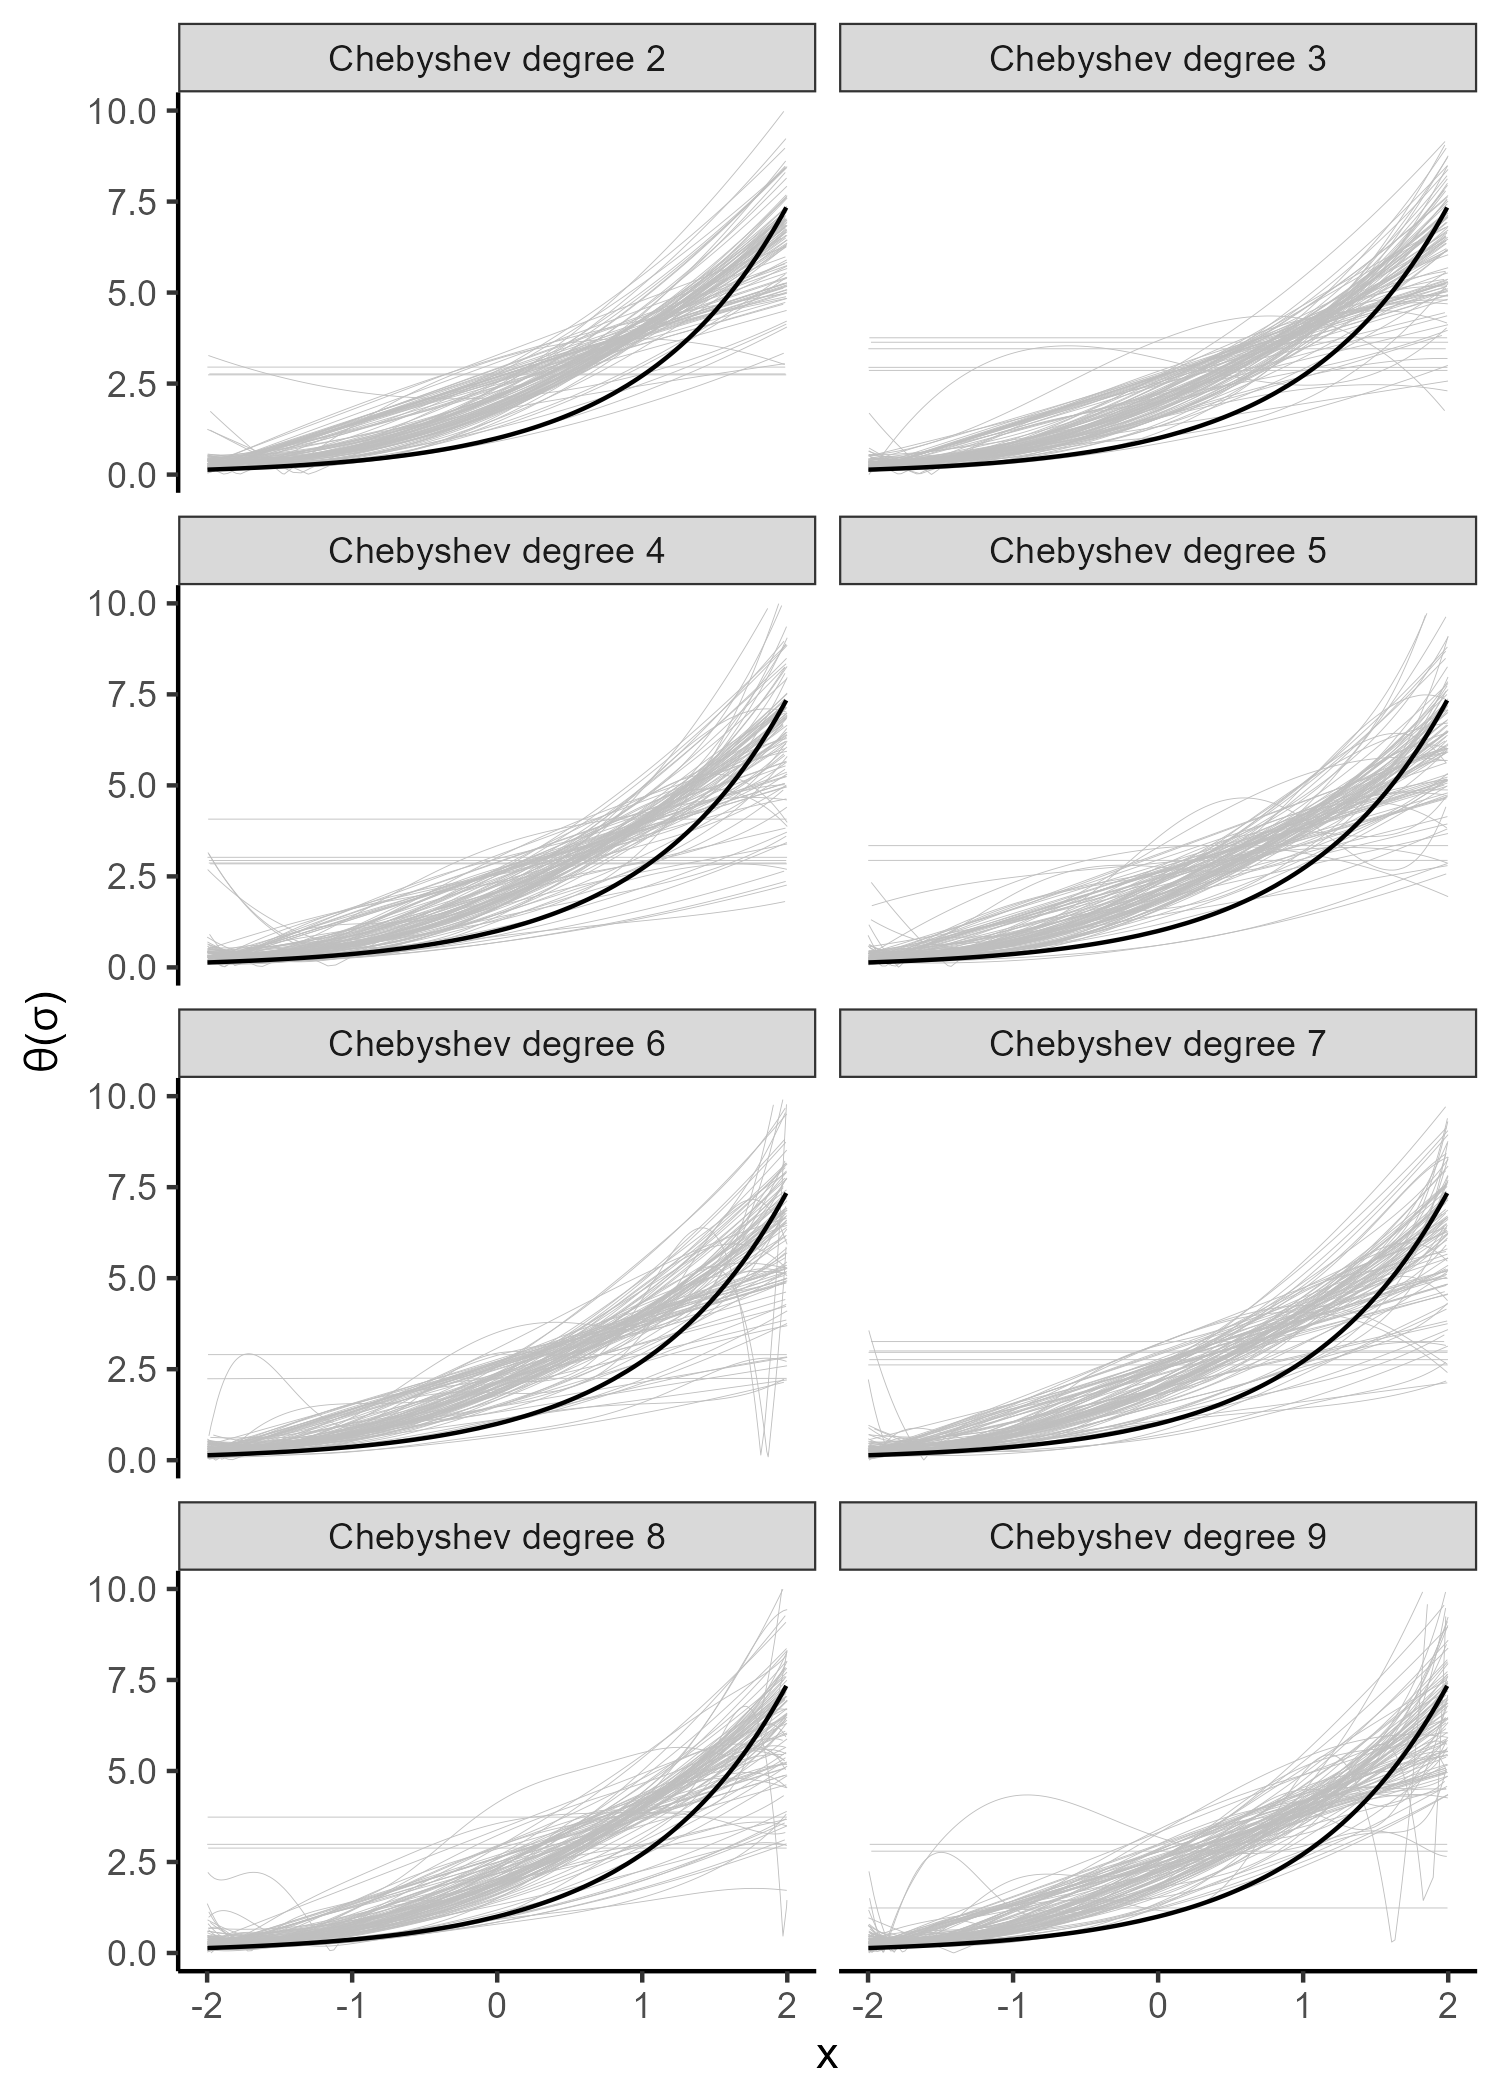 Chebyshev degree 2
Chebyshev degree 3
10.0
7.5
5.0
2.5
0.0
Chebyshev degree 4
Chebyshev degree 5
10.0
7.5
5.0
2.5
0.0
θ(σ)
Chebyshev degree 6
Chebyshev degree 7
10.0
7.5
5.0
2.5
0.0
Chebyshev degree 8
Chebyshev degree 9
10.0
7.5
5.0
2.5
0.0
-2 -1 0 1 2
-2 -1 0 1 2
x